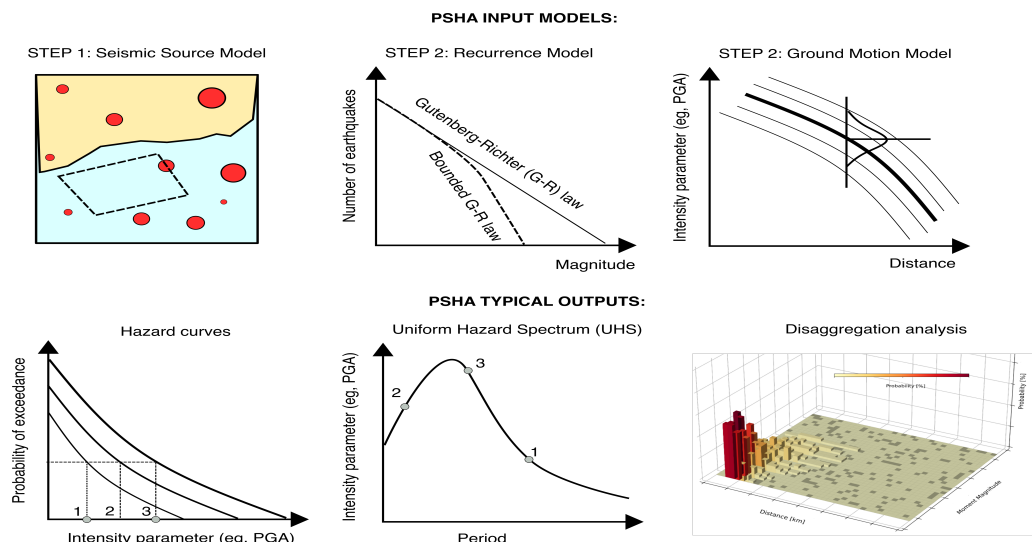 PSHA INPUT MODELS:
STEP 1: Seismic Source Model
STEP 2: Recurrence Model
STEP 2: Ground Motion Model
Number of earthquakes
Gutenberg-Richter (G-R) law
Bounded G-R law
Magnitude
Intensity parameter (eg, PGA)
Distance
PSHA TYPICAL OUTPUTS:
Hazard curves
Uniform Hazard Spectrum (UHS)
Disaggregation analysis
Probability of exceedance
1
2
3
Intensity parameter (eg, PGA)
Intensity parameter (eg, PGA)
2
3
1
Period
Probability [%]
Probability [%]
Distance [km]
Moment Magnitude